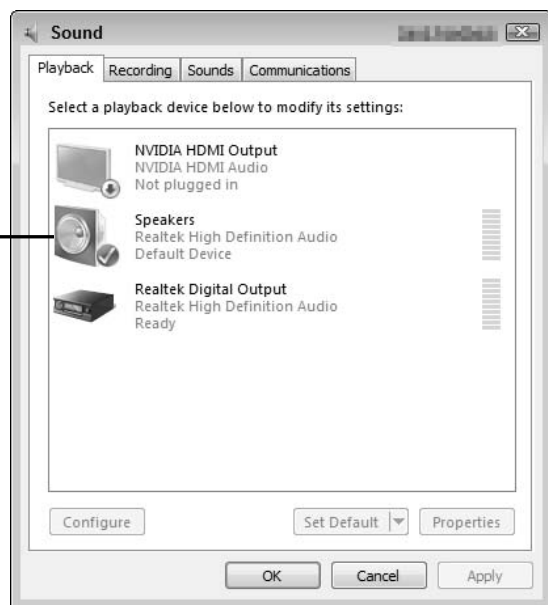 Sound
Playback Recording Sounds Communications
Select a playback device below to modify its settings:
NVIDIA HDMI Output
NVIDIA HDMI Audio
Not plugged in
Speakers
Realtek High Definition Audio
Default Device
Realtek Digital Output
Realtek High Definition Audio
Ready
Configure Set Default Properties
OK Cancel Apply